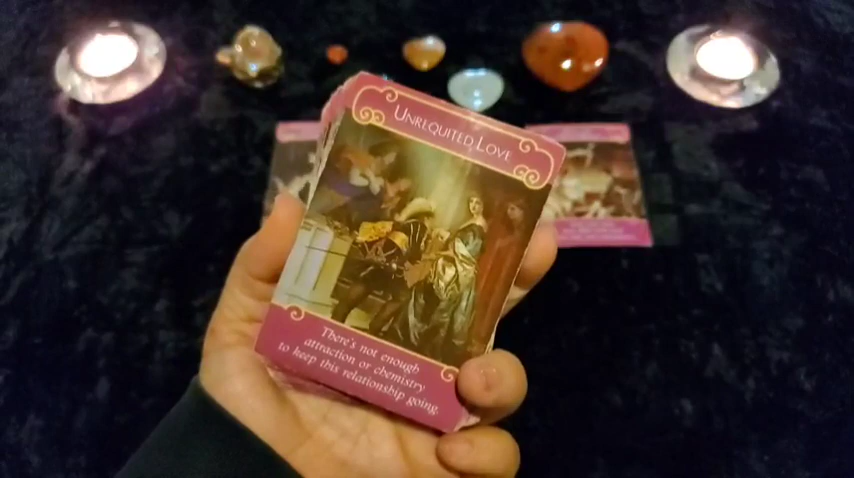 UNREQUITED LOVE
There's not enough
attraction or chemistry
to keep this relationship going.